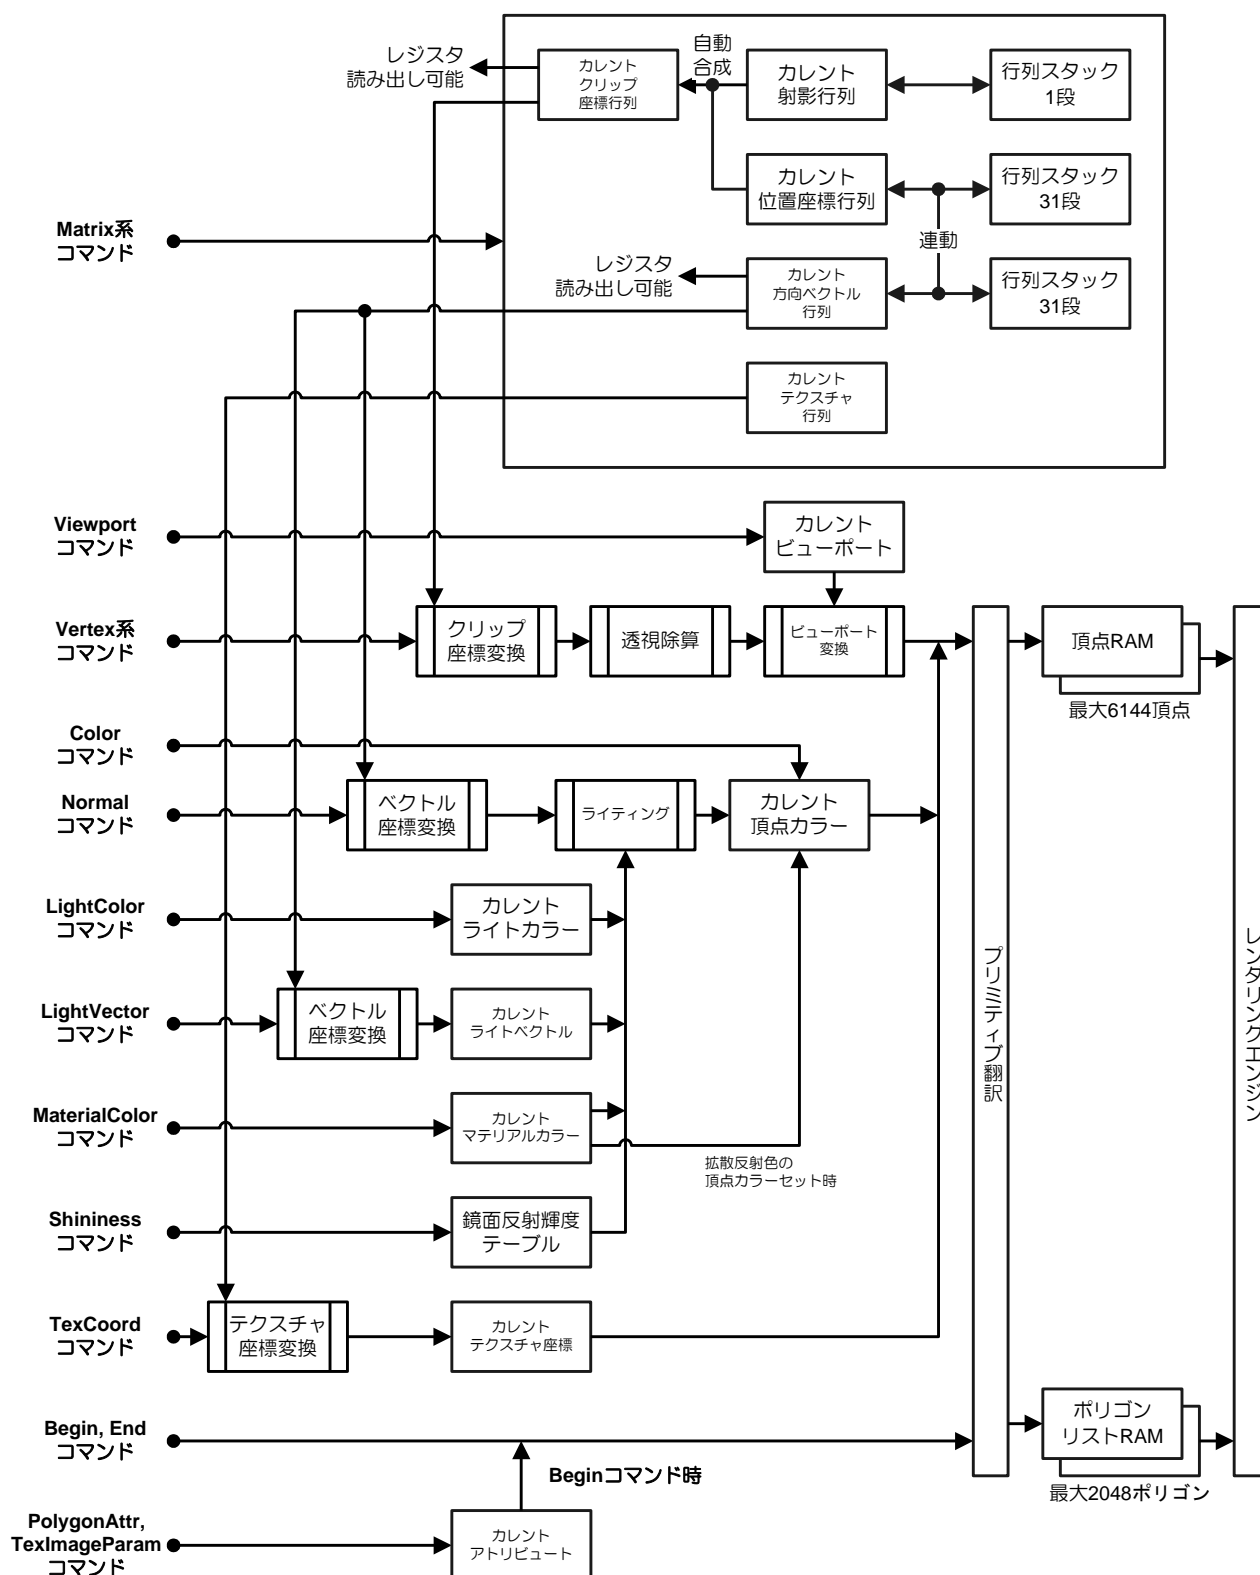 レジスタ
読み出し可能
カレント
クリップ
座標行列
自動
合成
カレント
射影行列
行列スタック
1段
カレント
位置座標行列
行列スタック
31段
Matrix系
コマンド
連動
レジスタ
読み出し可能
カレント
方向ベクトル
行列
行列スタック
31段
カレント
テクスチャ
行列
Viewport
コマンド
カレント
ビューポート
Vertex系
コマンド
クリップ
座標変換
透視除算
ビューポート
変換
頂点RAM
最大6144頂点
Color
コマンド
Normal
コマンド
ベクトル
座標変換
ライティング
カレント
頂点カラー
LightColor
コマンド
カレント
ライトカラー
プリミティブ翻訳
レンダリングエンジン
LightVector
コマンド
ベクトル
座標変換
カレント
ライトベクトル
MaterialColor
コマンド
カレント
マテリアルカラー
拡散反射色の
頂点カラーセット時
Shininess
コマンド
鏡面反射輝度
テーブル
TexCoord
コマンド
テクスチャ
座標変換
カレント
テクスチャ座標
Begin, End
コマンド
Beginコマンド時
ポリゴン
リストRAM
最大2048ポリゴン
PolygonAttr,
TexImageParam
コマンド
カレント
アトリビュート